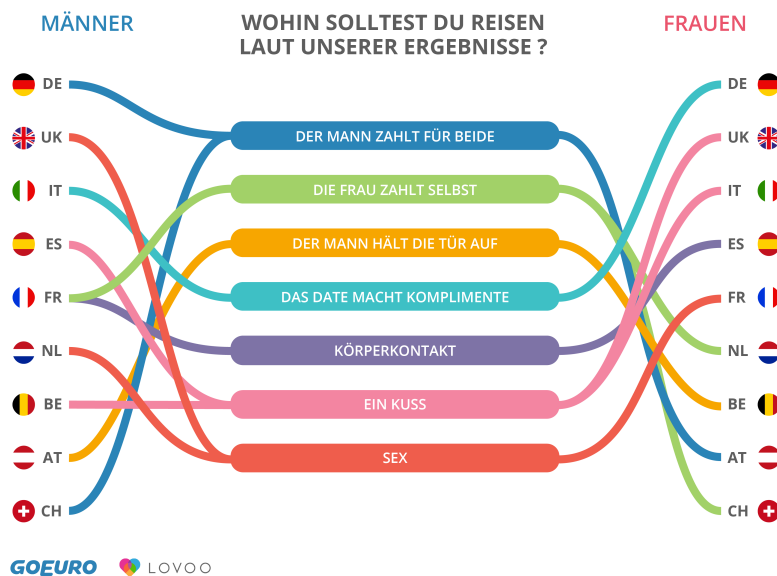 MÄNNER
WOHIN SOLLTEST DU REISEN
LAUT UNSERER ERGEBNISSE ?
FRAUEN
DE
DE
DER MANN ZAHLT FÜR BEIDE
UK
UK
DIE FRAU ZAHLT SELBST
IT
IT
DER MANN HÄLT DIE TÜR AUF
ES
ES
DAS DATE MACHT KOMPLIMENTE
FR
FR
KÖRPERKONTAKT
NL
NL
EIN KUSS
BE
BE
SEX
AT
AT
CH
CH
GOEURO
LOVOO